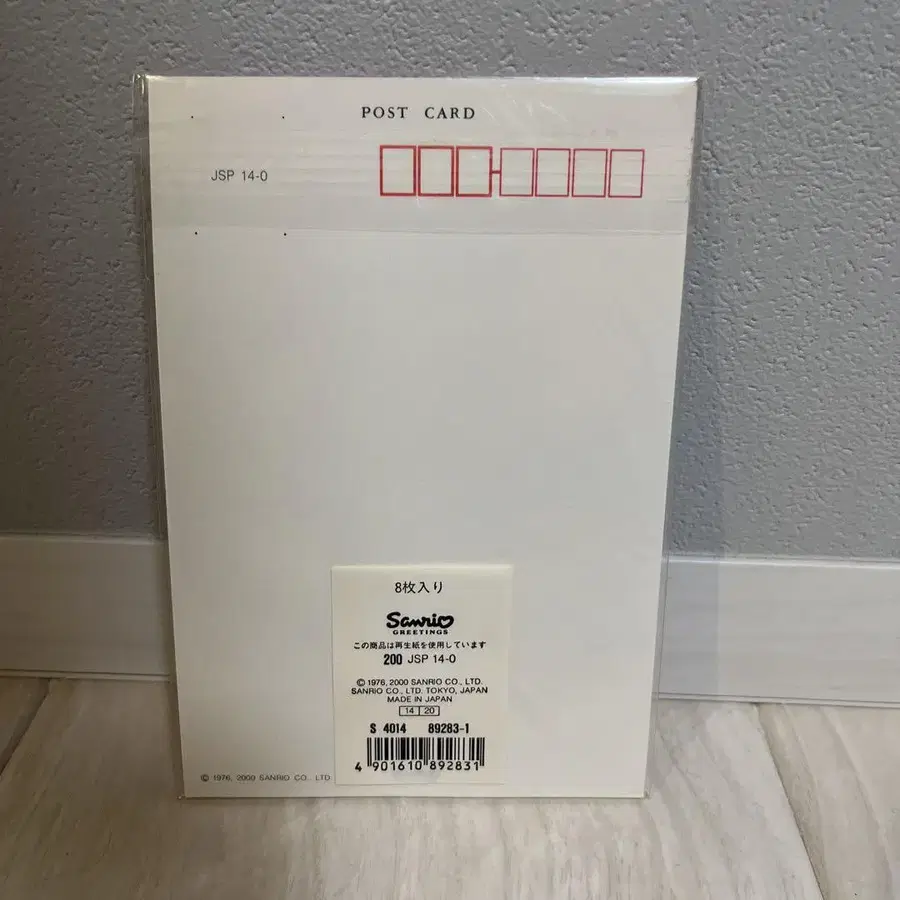 POST CARD
JSP 14-0
8枚入り
Sanrio
GREETINGS
この商品は再生紙を使用しています
200 JSP 14-0
© 1976, 2000 SANRIO CO., LTD.
SANRIO CO., LTD. TOKYO, JAPAN
MADE IN JAPAN
14 20
S 4014 89283-1
4 901610 892831
© 1976, 2000 SANRIO CO., LTD